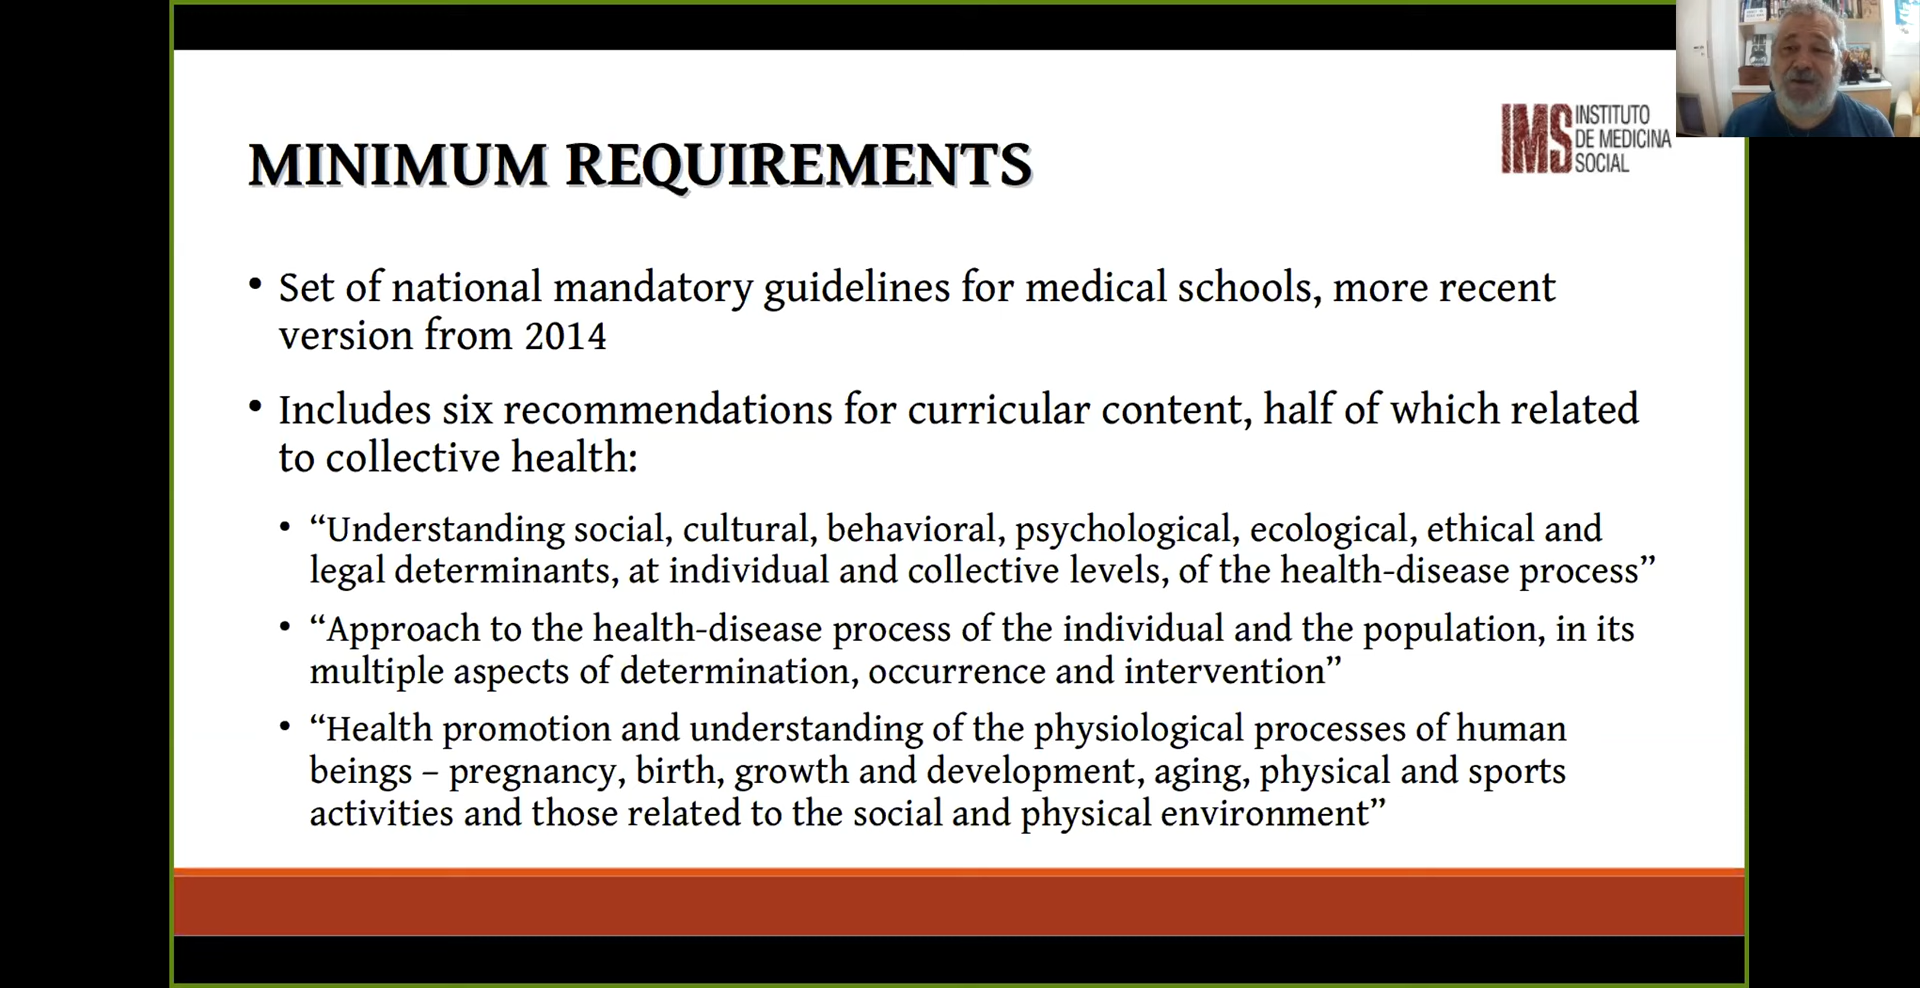 MINIMUM REQUIREMENTS
IMS INSTITUTO
DE MEDICINA
SOCIAL
• Set of national mandatory guidelines for medical schools, more recent
version from 2014
• Includes six recommendations for curricular content, half of which related
to collective health:
• “Understanding social, cultural, behavioral, psychological, ecological, ethical and
legal determinants, at individual and collective levels, of the health-disease process”
• “Approach to the health-disease process of the individual and the population, in its
multiple aspects of determination, occurrence and intervention”
• “Health promotion and understanding of the physiological processes of human
beings – pregnancy, birth, growth and development, aging, physical and sports
activities and those related to the social and physical environment”